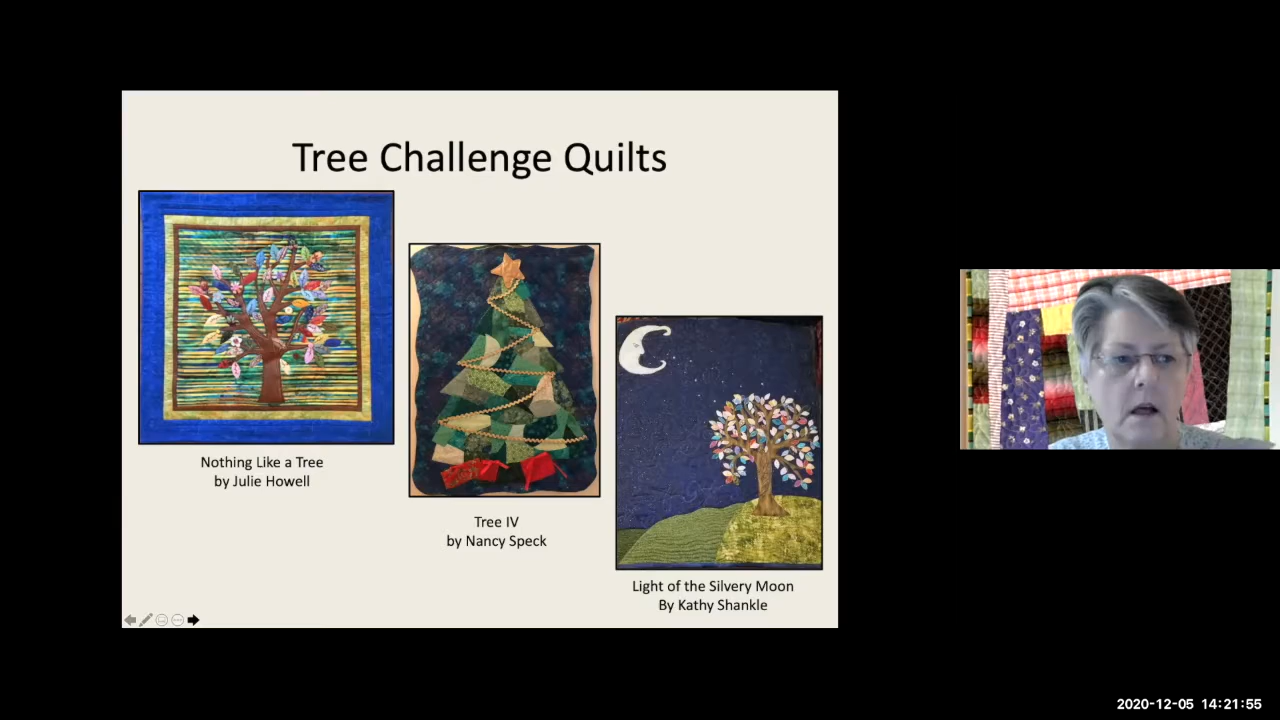 Tree Challenge Quilts
Nothing Like a Tree
by Julie Howell
Tree IV
by Nancy Speck
Light of the Silvery Moon
By Kathy Shankle
2020-12-05 14:21:55